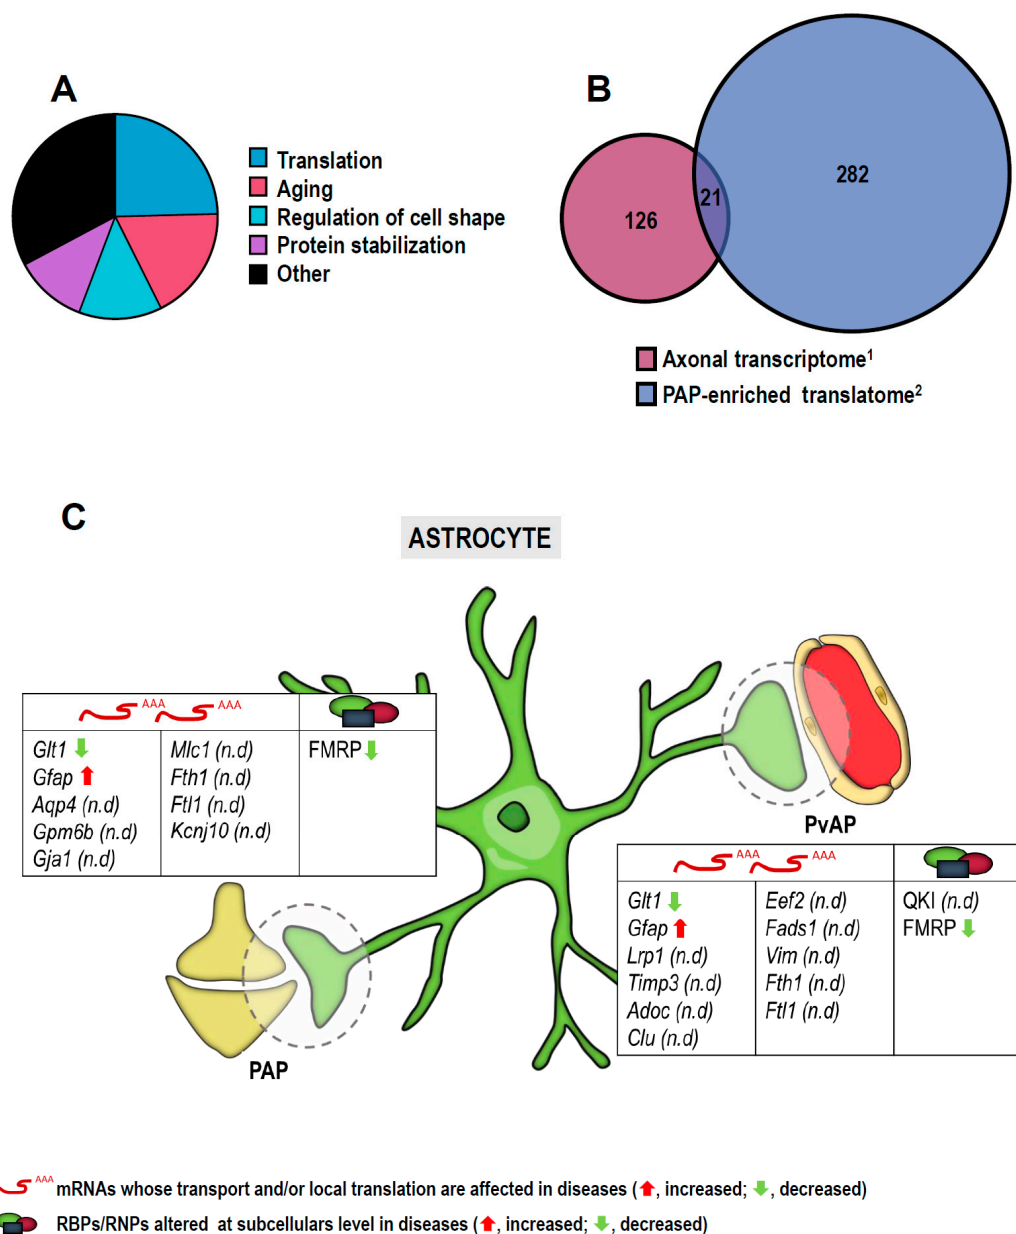 A
Translation
Aging
Regulation of cell shape
Protein stabilization
Other
B
126
21
282
Axonal transcriptome¹
PAP-enriched translatome²
C
ASTROCYTE
AAA AAA
Glt1
Gfap
Aqp4 (n.d)
Gpm6b (n.d)
Gja1 (n.d)
Mlc1 (n.d)
Fth1 (n.d)
Ftl1 (n.d)
Kcnj10 (n.d)
FMRP
PvAP
AAA AAA
Glt1
Gfap
Lrp1 (n.d)
Timp3 (n.d)
Adoc (n.d)
Clu (n.d)
Eef2 (n.d)
Fads1 (n.d)
Vim (n.d)
Fth1 (n.d)
Ftl1 (n.d)
QKI (n.d)
FMRP
PAP
AAA mRNAs whose transport and/or local translation are affected in diseases (⬆, increased; ⬇, decreased)
RBPs/RNPs altered at subcellulars level in diseases (⬆, increased; ⬇, decreased)